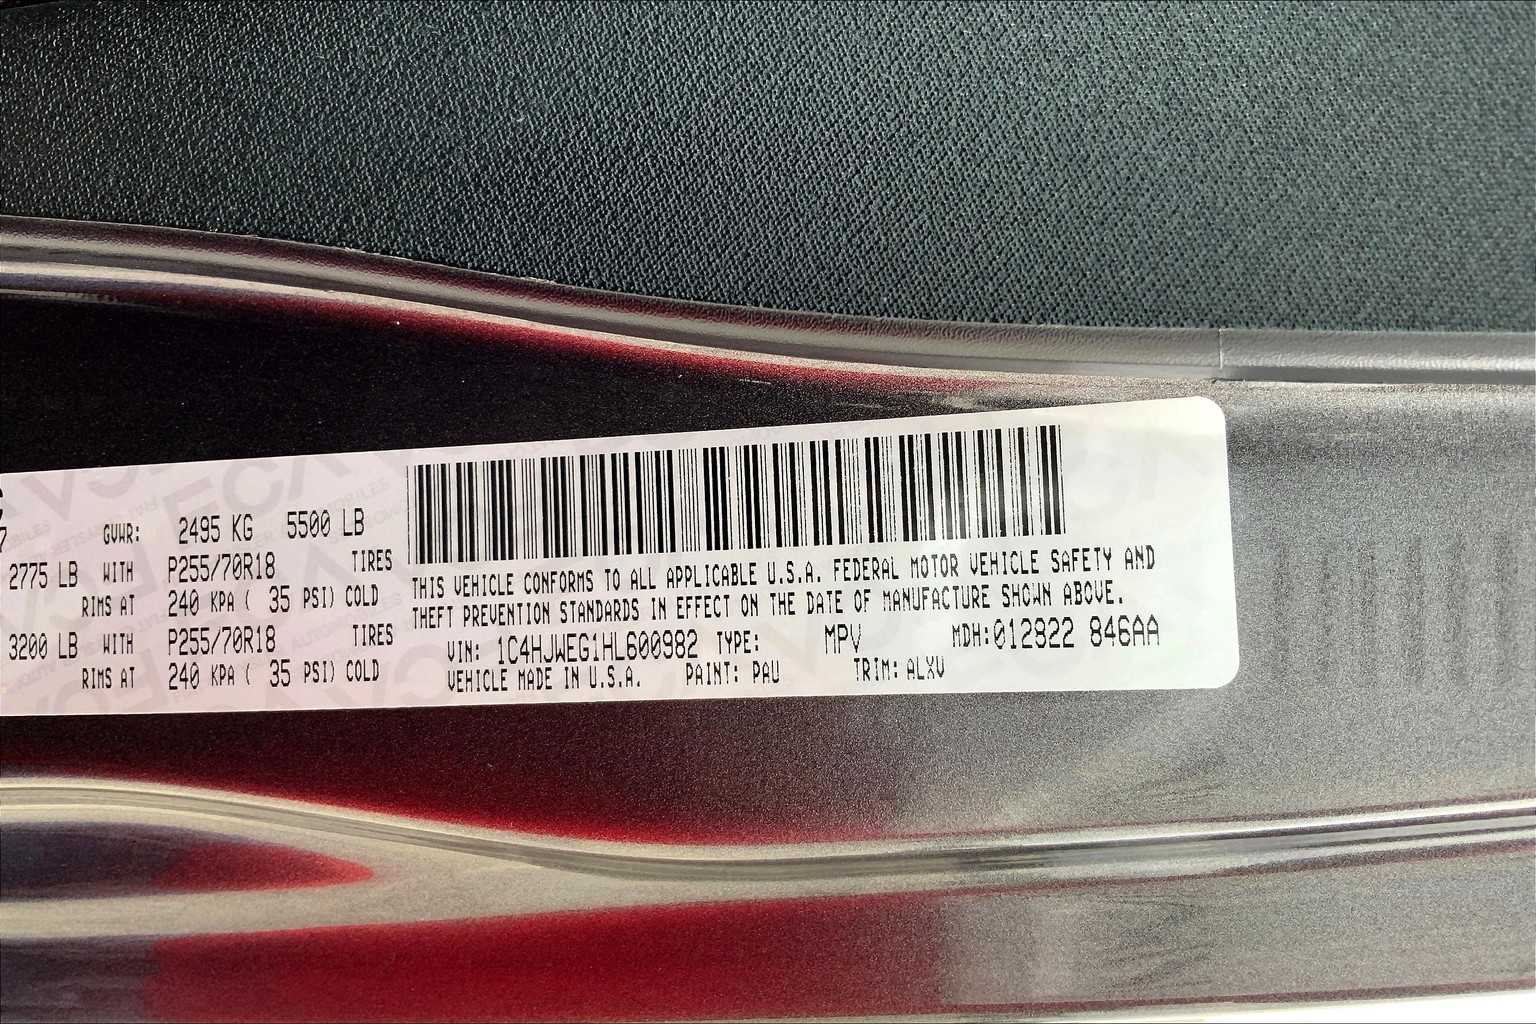 GVWR: 2495 KG 5500 LB
2775 LB WITH P255/70R18 TIRES
RIMS AT 240 KPA ( 35 PSI) COLD
3200 LB WITH P255/70R18 TIRES
RIMS AT 240 KPA ( 35 PSI) COLD
THIS VEHICLE CONFORMS TO ALL APPLICABLE U.S.A. FEDERAL MOTOR VEHICLE SAFETY AND
THEFT PREVENTION STANDARDS IN EFFECT ON THE DATE OF MANUFACTURE SHOWN ABOVE.
VIN: 1C4HJWEG1HL600982 TYPE: MPV MDH:012822 846AA
VEHICLE MADE IN U.S.A. PAINT: PAU TRIM: ALXV